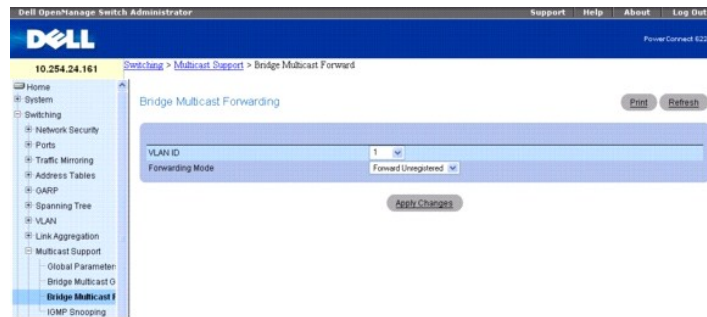 Dell OpenManage Switch Administrator
Support Help About Log Out
DELL
PowerConnect 622
10.254.24.161
Switching > Multicast Support > Bridge Multicast Forward
Home
System
Switching
Network Security
Ports
Traffic Mirroring
Address Tables
GARP
Spanning Tree
VLAN
Link Aggregation
Multicast Support
Global Parameter
Bridge Multicast G
Bridge Multicast F
IGMP Snooping
Bridge Multicast Forwarding
Print Refresh
VLAN ID 1
Forwarding Mode Forward Unregistered
Apply Changes